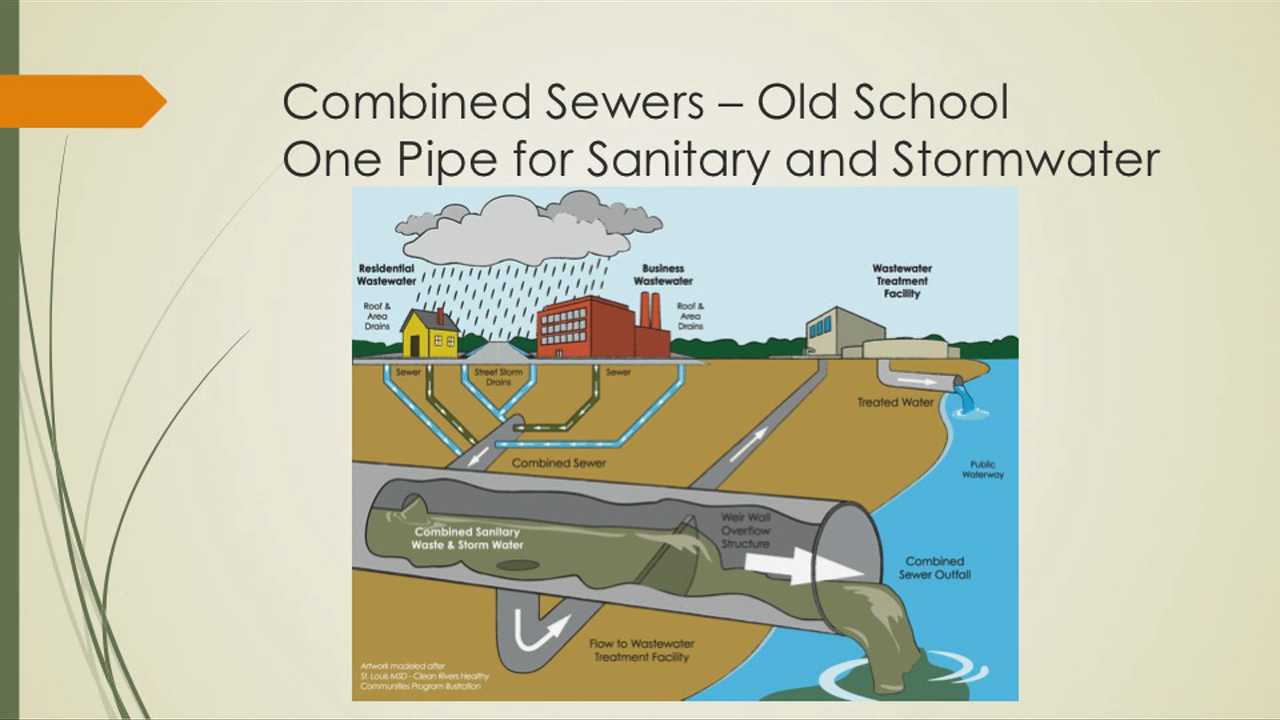 Combined Sewers – Old School
One Pipe for Sanitary and Stormwater
Residential
Wastewater
Business
Wastewater
Wastewater
Treatment
Facility
Roof &
Area
Drains
Roof &
Area
Drains
Sewer
Street Storm
Drains
Sewer
Treated Water
Combined Sewer
Public
Waterway
Weir Wall
Overflow
Structure
Combined Sanitary
Waste & Storm Water
Combined
Sewer Outfall
Flow to Wastewater
Treatment Facility
Artwork modeled after
St. Louis MSD - Clean Rivers Healthy
Communities Program Illustration